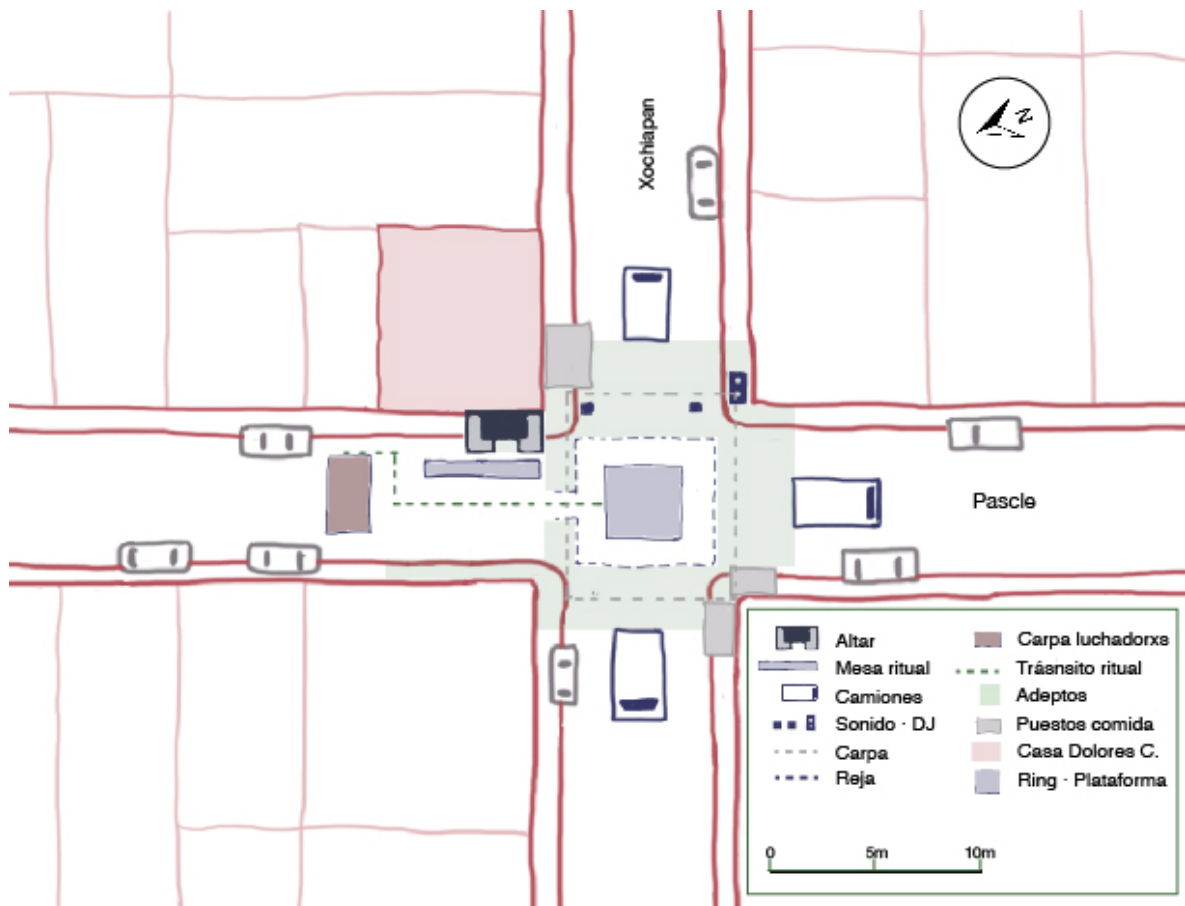 Xochiapan
N
Pascle
Altar
Mesa ritual
Camiones
Sonido · DJ
Carpa
Reja
Carpa luchadorxs
Trásnsito ritual
Adeptos
Puestos comida
Casa Dolores C.
Ring · Plataforma
0 5m 10m